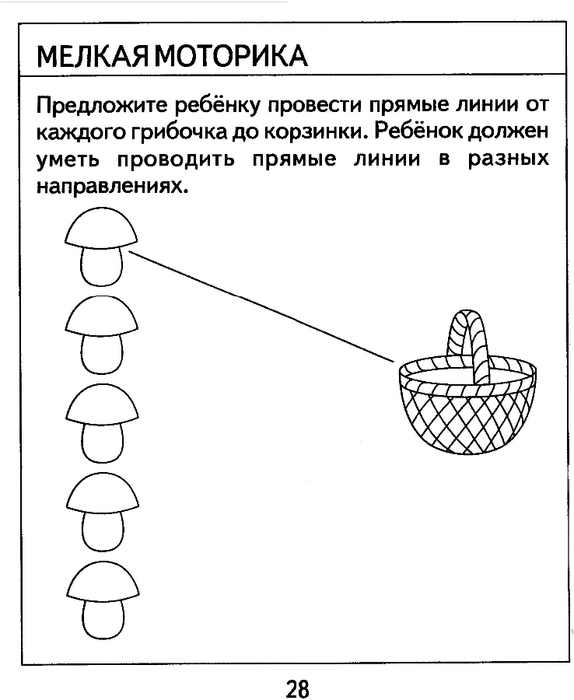 МЕЛКАЯ МОТОРИКА
Предложите ребёнку провести прямые линии от
каждого грибочка до корзинки. Ребёнок должен
уметь проводить прямые линии в разных
направлениях.
28